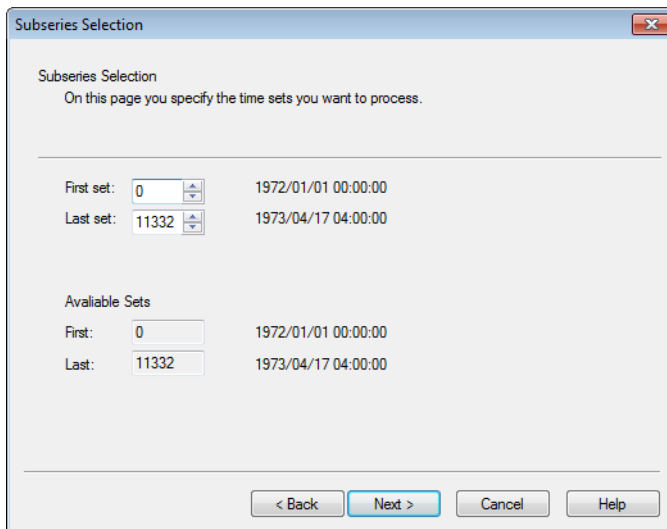 Subseries Selection
Subseries Selection
On this page you specify the time sets you want to process.
First set: 0 1972/01/01 00:00:00
Last set: 11332 1973/04/17 04:00:00
Avaliable Sets
First: 0 1972/01/01 00:00:00
Last: 11332 1973/04/17 04:00:00
< Back Next > Cancel Help